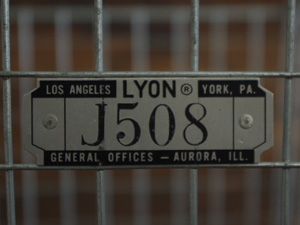 LOS ANGELES LYON® YORK, PA.
J508
GENERAL OFFICES — AURORA, ILL.